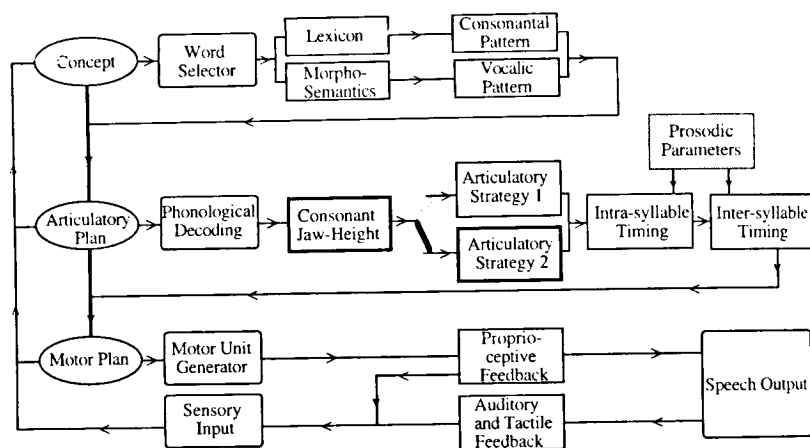 Concept
Word
Selector
Lexicon
Consonantal
Pattern
Morpho-
Semantics
Vocalic
Pattern
Prosodic
Parameters
Articulatory
Plan
Phonological
Decoding
Consonant
Jaw-Height
Articulatory
Strategy 1
Articulatory
Strategy 2
Intra-syllable
Timing
Inter-syllable
Timing
Motor Plan
Motor Unit
Generator
Proprio-
ceptive
Feedback
Speech Output
Sensory
Input
Auditory
and Tactile
Feedback